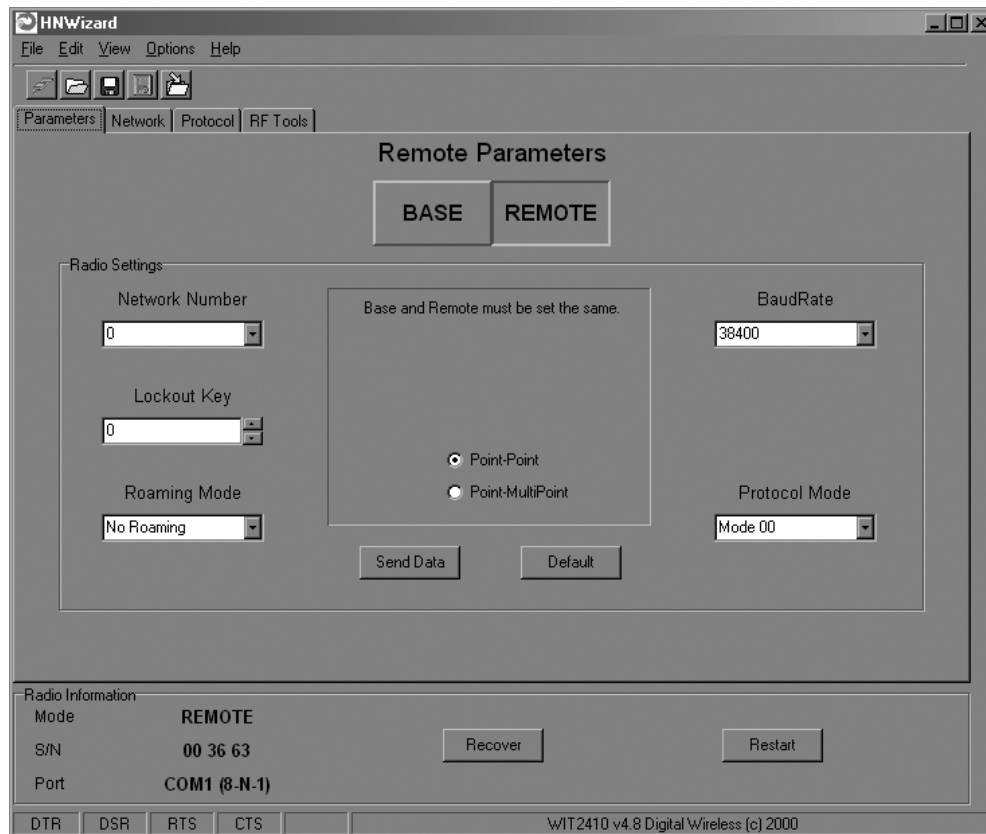 HNWizard
File Edit View Options Help
Parameters Network Protocol RF Tools
Remote Parameters
BASE REMOTE
Radio Settings
Network Number
0
Base and Remote must be set the same.
BaudRate
38400
Lockout Key
0
Point-Point
Point-MultiPoint
Roaming Mode
No Roaming
Protocol Mode
Mode 00
Send Data Default
Radio Information
Mode REMOTE
S/N 00 36 63
Port COM1 (8-N-1)
Recover Restart
DTR DSR RTS CTS WIT2410 v4.8 Digital Wireless (c) 2000